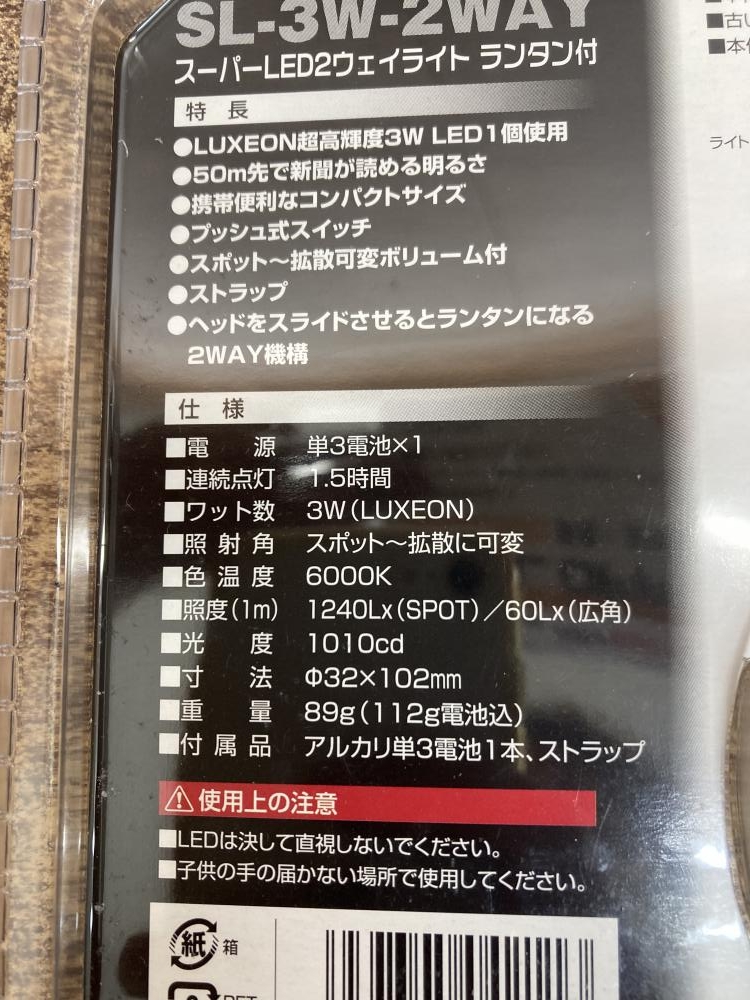 SL-3W-2WAY
スーパーLED2ウェイライト ランタン付
特 長
●LUXEON超高輝度3W LED1個使用
●50m先で新聞が読める明るさ
●携帯便利なコンパクトサイズ
●プッシュ式スイッチ
●スポット〜拡散可変ボリューム付
●ストラップ
●ヘッドをスライドさせるとランタンになる
2WAY機構
仕 様
■電 源 単3電池×1
■連続点灯 1.5時間
■ワット数 3W(LUXEON)
■照 射 角 スポット〜拡散に可変
■色 温 度 6000K
■照度(1m) 1240Lx(SPOT)/60Lx(広角)
■光 度 1010cd
■寸 法 Φ32×102mm
■重 量 89g(112g電池込)
■付 属 品 アルカリ単3電池1本、ストラップ
⚠使用上の注意
■LEDは決して直視しないでください。
■子供の手の届かない場所で使用してください。
紙 箱
PET
■古い
■本体
ライト